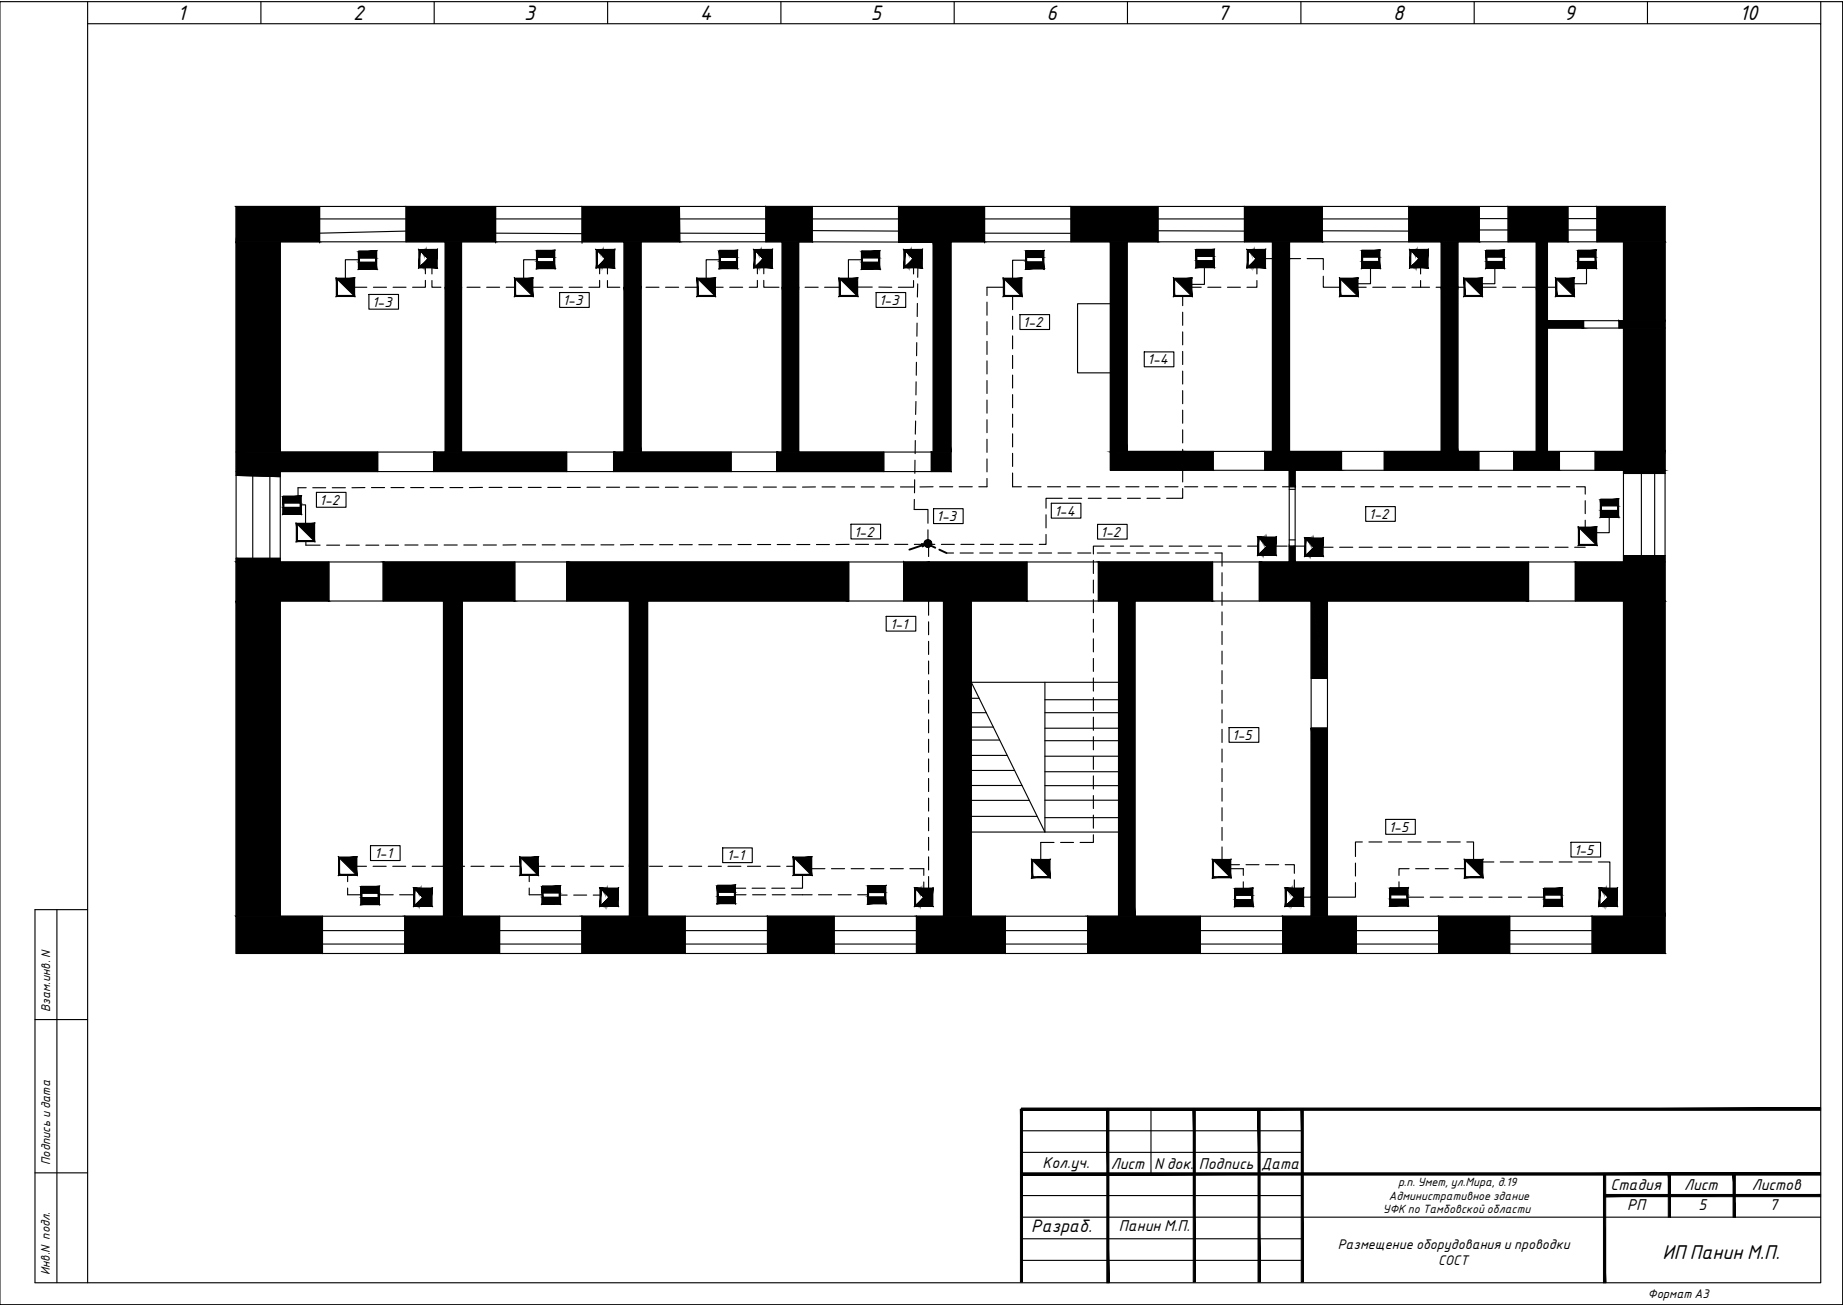 1 2 3 4 5 6 7 8 9 10
1-3 1-3 1-3
1-2
1-4
1-2
1-3 1-4
1-2 1-2 1-2
1-1
1-5
1-5
1-1 1-1 1-5
Взам.инв. N
Подпись и дата
Инв.N подл.
Кол.уч. Лист N док. Подпись Дата
р.п. Умет, ул.Мира, д.19
Административное здание
УФК по Тамбовской области
Стадия Лист Листов
РП 5 7
Разраб. Панин М.П.
Размещение оборудования и проводки
СОСТ
ИП Панин М.П.
Формат А3